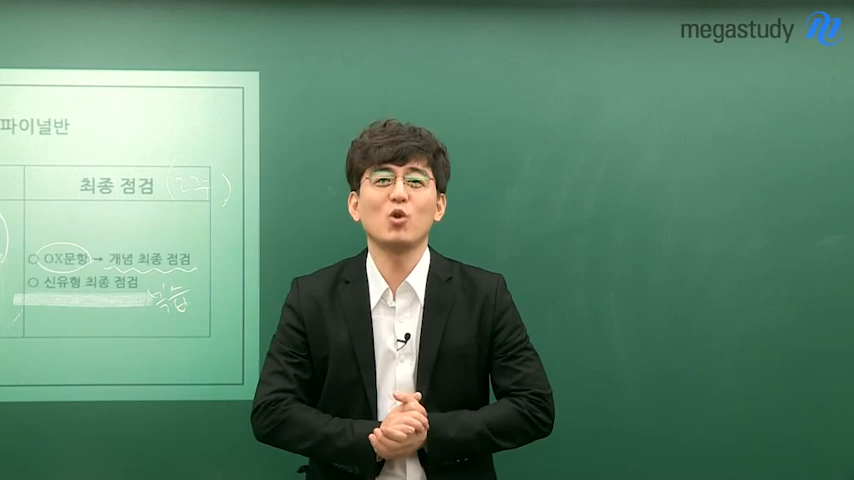 megastudy
파이널반
최종 점검
○ OX문항 → 개념 최종 점검
○ 신유형 최종 점검